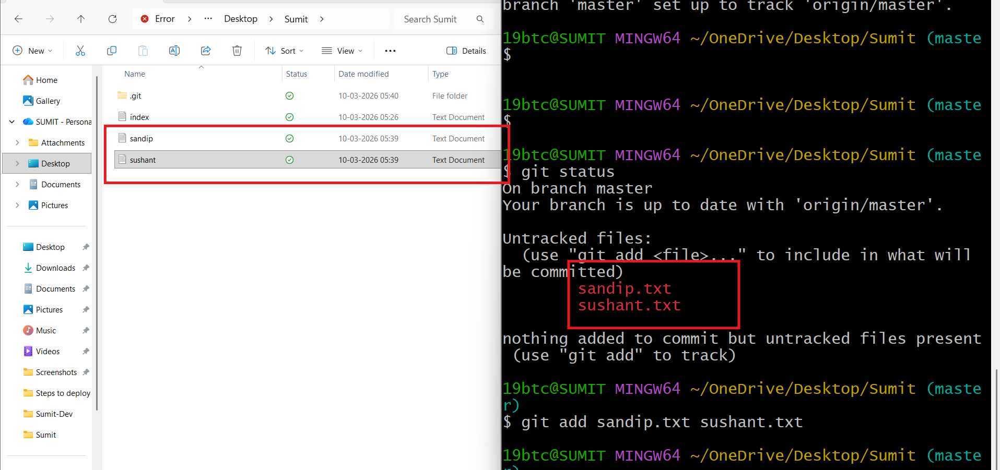 Error > ... Desktop > Sumit >
Search Sumit
New
Sort
View
Details
Home
Gallery
SUMIT - Persona
Attachments
Desktop
Documents
Pictures
Desktop
Downloads
Documents
Pictures
Music
Videos
Screenshots
Steps to deploy
Sumit-Dev
Sumit
Name Status Date modified Type
.git 10-03-2026 05:40 File folder
index 10-03-2026 05:26 Text Document
sandip 10-03-2026 05:39 Text Document
sushant 10-03-2026 05:39 Text Document
branch 'master' set up to track 'origin/master'.
19btc@SUMIT MINGW64 ~/OneDrive/Desktop/Sumit (maste
$
19btc@SUMIT MINGW64 ~/OneDrive/Desktop/Sumit (maste
$
19btc@SUMIT MINGW64 ~/OneDrive/Desktop/Sumit (maste
$ git status
On branch master
Your branch is up to date with 'origin/master'.
Untracked files:
(use "git add <file>..." to include in what will
be committed)
sandip.txt
sushant.txt
nothing added to commit but untracked files present
(use "git add" to track)
19btc@SUMIT MINGW64 ~/OneDrive/Desktop/Sumit (maste
r)
$ git add sandip.txt sushant.txt
19btc@SUMIT MINGW64 ~/OneDrive/Desktop/Sumit (maste
r)